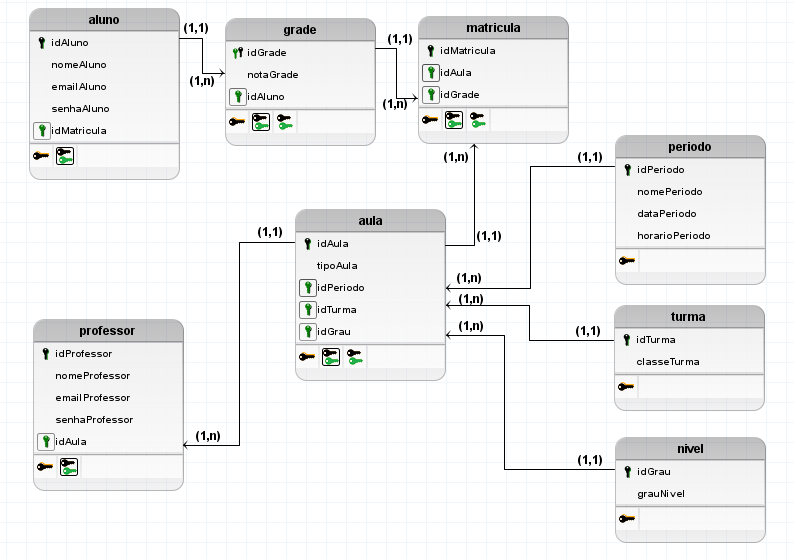 aluno
idAluno
nomeAluno
emailAluno
senhaAluno
idMatricula
(1,1)
(1,n)
grade
idGrade
notaGrade
idAluno
(1,1)
(1,n)
matricula
idMatricula
idAula
idGrade
(1,n)
(1,1)
periodo
idPeriodo
nomePeriodo
dataPeriodo
horarioPeriodo
(1,1)
(1,n)
aula
idAula
tipoAula
idPeriodo
idTurma
idGrau
(1,1)
(1,n)
professor
idProfessor
nomeProfessor
emailProfessor
senhaProfessor
idAula
turma
idTurma
classeTurma
(1,1)
(1,n)
nivel
idGrau
grauNivel
(1,1)
(1,n)